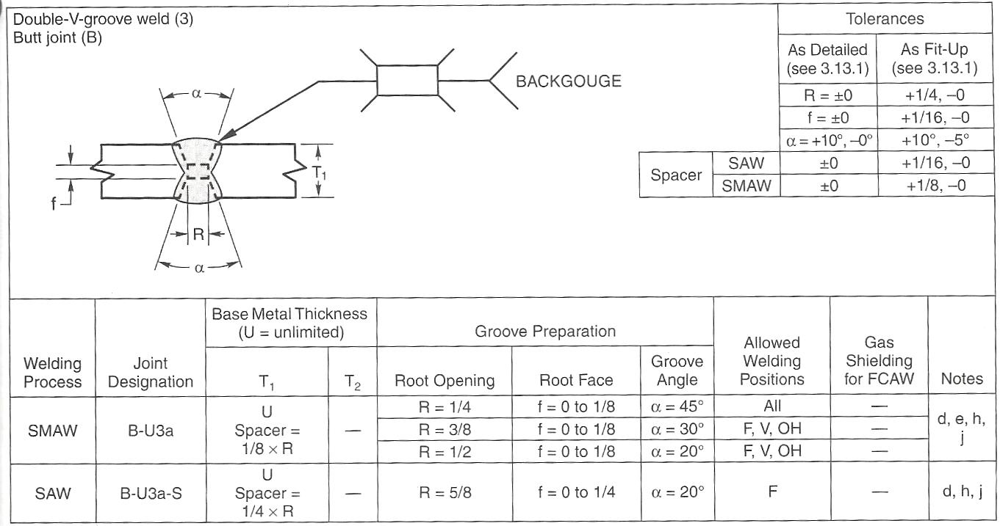 Double-V-groove weld (3)
Butt joint (B)
BACKGOUGE
α
T₁
f
R
α
Tolerances
As Detailed
(see 3.13.1)
As Fit-Up
(see 3.13.1)
R = ±0
+1/4, –0
f = ±0
+1/16, –0
α = +10°, –0°
+10°, –5°
Spacer
SAW
±0
+1/16, –0
SMAW
±0
+1/8, –0
Welding
Process
Joint
Designation
Base Metal Thickness
(U = unlimited)
T₁
T₂
Groove Preparation
Root Opening
Root Face
Groove
Angle
Allowed
Welding
Positions
Gas
Shielding
for FCAW
Notes
SMAW
B-U3a
U
Spacer =
1/8 × R
—
R = 1/4
f = 0 to 1/8
α = 45°
All
—
R = 3/8
f = 0 to 1/8
α = 30°
F, V, OH
—
R = 1/2
f = 0 to 1/8
α = 20°
F, V, OH
—
d, e, h,
j
SAW
B-U3a-S
U
Spacer =
1/4 × R
—
R = 5/8
f = 0 to 1/4
α = 20°
F
—
d, h, j